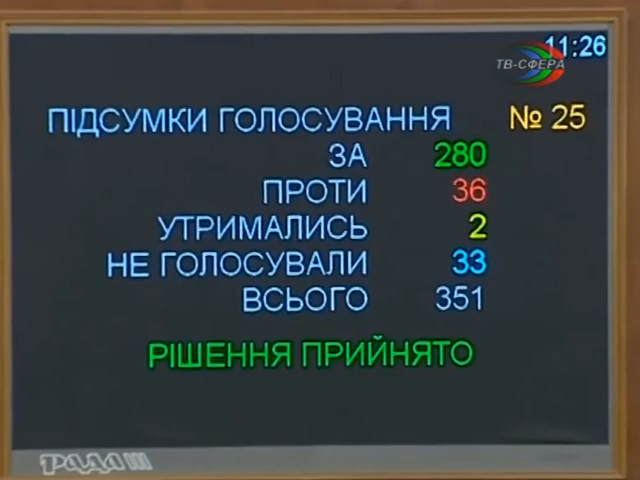 11:26
ТВ-СФЕРА
ПІДСУМКИ ГОЛОСУВАННЯ № 25
ЗА 280
ПРОТИ 36
УТРИМАЛИСЬ 2
НЕ ГОЛОСУВАЛИ 33
ВСЬОГО 351
РІШЕННЯ ПРИЙНЯТО
РАДА III